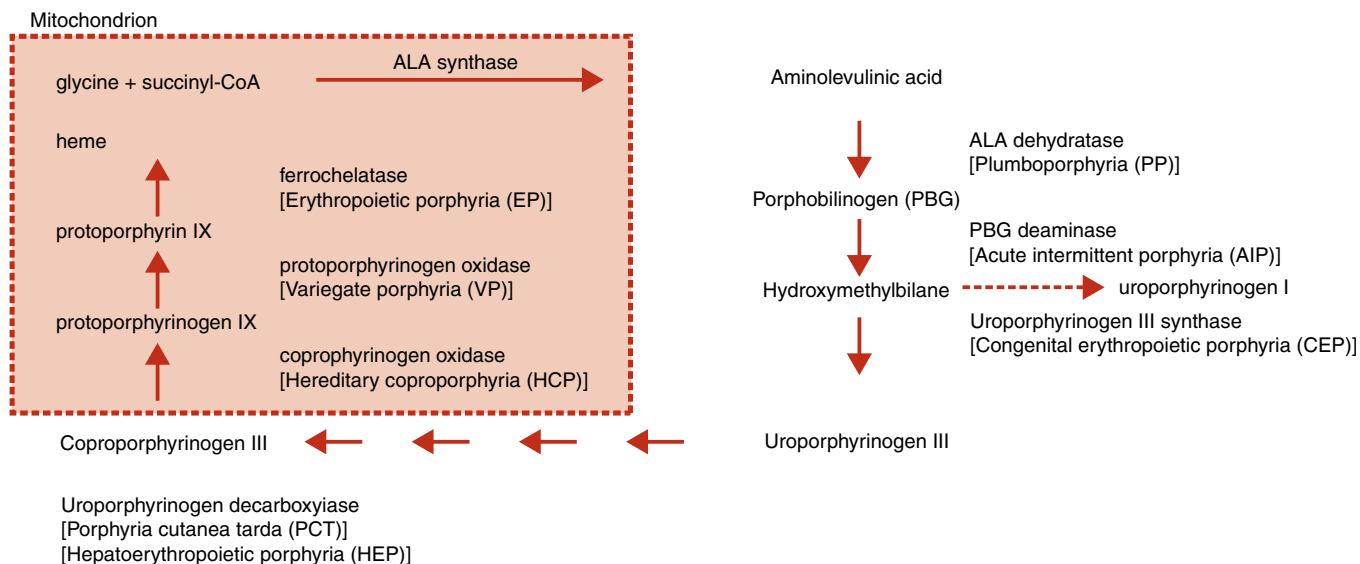 Mitochondrion
glycine + succinyl-CoA
ALA synthase
heme
ferrochelatase
[Erythropoietic porphyria (EP)]
protoporphyrin IX
protoporphyrinogen oxidase
[Variegate porphyria (VP)]
protoporphyrinogen IX
coprophyrinogen oxidase
[Hereditary coproporphyria (HCP)]
Aminolevulinic acid
ALA dehydratase
[Plumboporphyria (PP)]
Porphobilinogen (PBG)
PBG deaminase
[Acute intermittent porphyria (AIP)]
Hydroxymethylbilane
uroporphyrinogen I
Uroporphyrinogen III synthase
[Congenital erythropoietic porphyria (CEP)]
Coproporphyrinogen III
Uroporphyrinogen III
Uroporphyrinogen decarboxyiase
[Porphyria cutanea tarda (PCT)]
[Hepatoerythropoietic porphyria (HEP)]